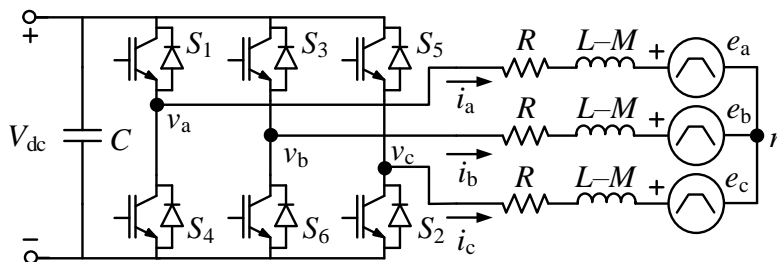 +
S1
S3
S5
R
L–M
+
ea
ia
va
R
L–M
+
eb
n
Vdc
C
vb
ib
vc
R
L–M
+
ec
ic
S4
S6
S2
–